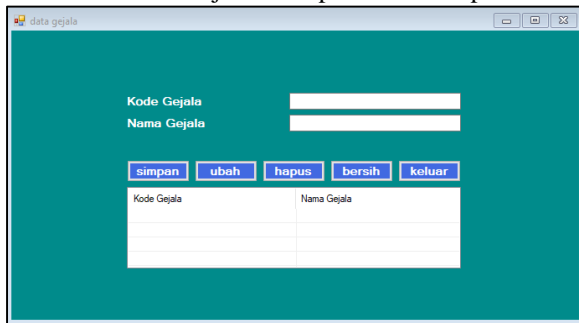 data gejala
Kode Gejala
Nama Gejala
simpan ubah hapus bersih keluar
Kode Gejala Nama Gejala